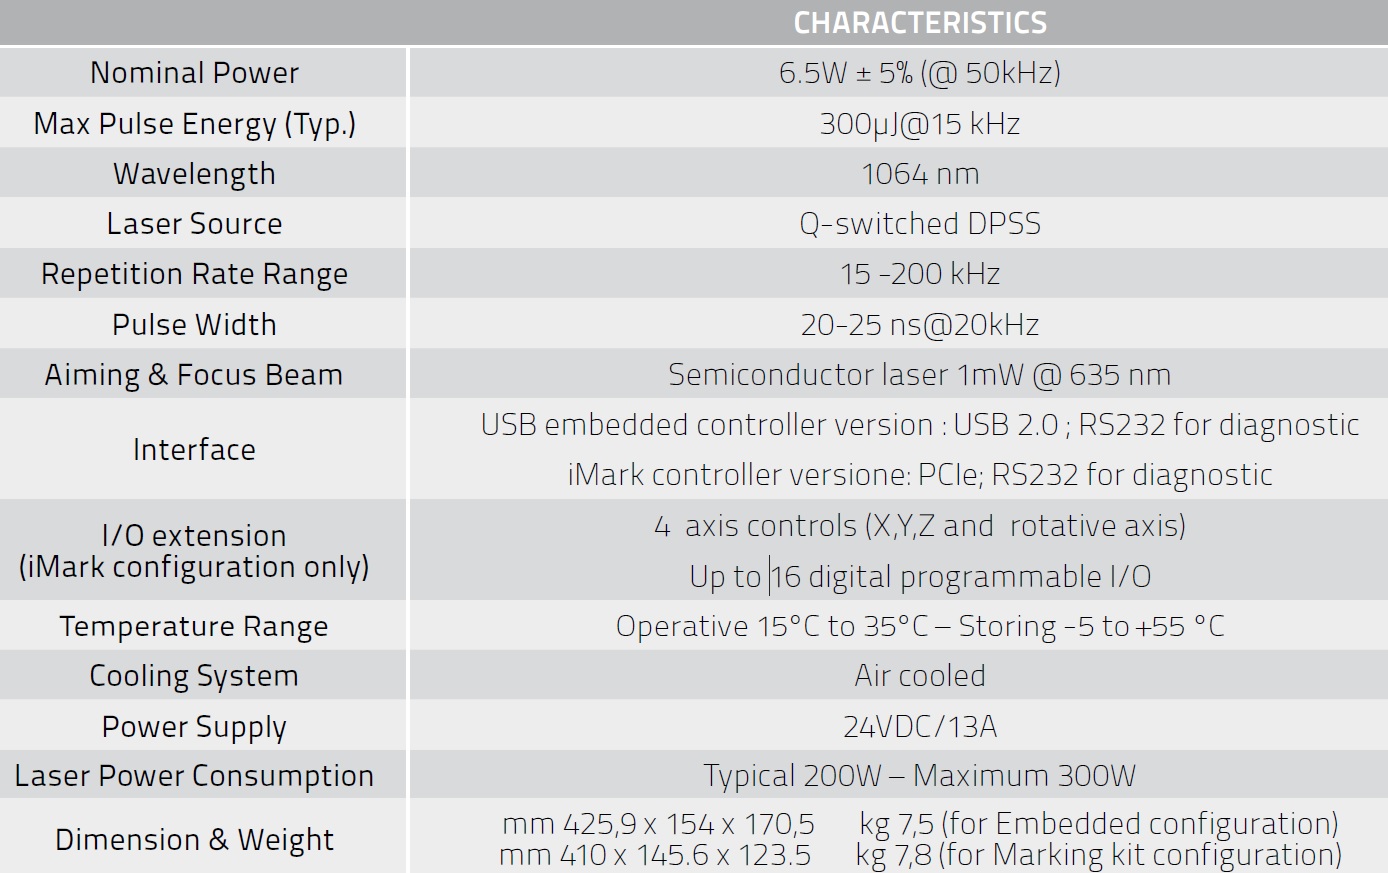 CHARACTERISTICS
Nominal Power 6.5W ± 5% (@ 50kHz)
Max Pulse Energy (Typ.) 300µJ@15 kHz
Wavelength 1064 nm
Laser Source Q-switched DPSS
Repetition Rate Range 15 -200 kHz
Pulse Width 20-25 ns@20kHz
Aiming & Focus Beam Semiconductor laser 1mW @ 635 nm
Interface
USB embedded controller version : USB 2.0 ; RS232 for diagnostic
iMark controller versione: PCIe; RS232 for diagnostic
I/O extension
(iMark configuration only)
4 axis controls (X,Y,Z and rotative axis)
Up to 16 digital programmable I/O
Temperature Range Operative 15°C to 35°C – Storing -5 to +55 °C
Cooling System Air cooled
Power Supply 24VDC/13A
Laser Power Consumption Typical 200W – Maximum 300W
Dimension & Weight
mm 425,9 x 154 x 170,5 kg 7,5 (for Embedded configuration)
mm 410 x 145.6 x 123.5 kg 7,8 (for Marking kit configuration)